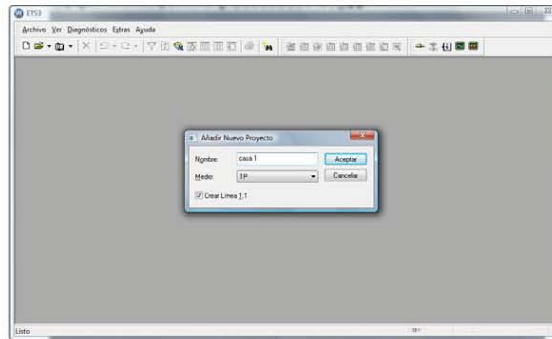 ETS3
Archivo Ver Diagnósticos Extras Ayuda
Añadir Nuevo Proyecto
Nombre: casa 1 Aceptar
Medio: TP Cancelar
Crear Línea 1.1
Listo